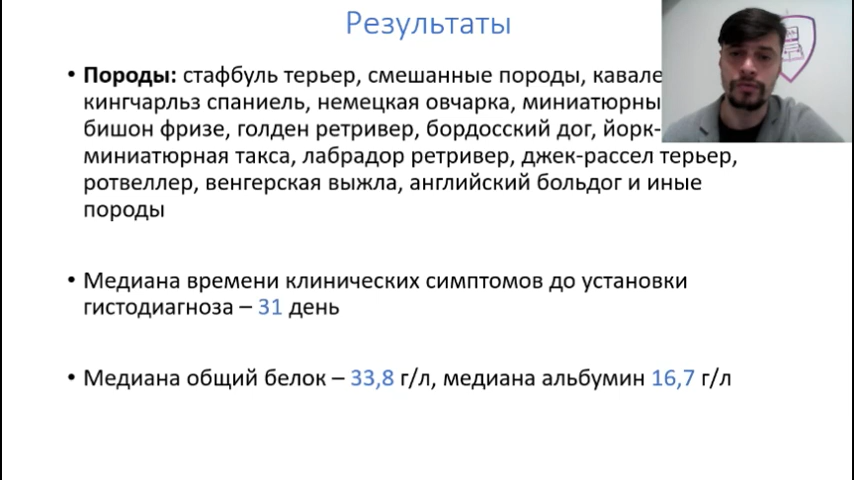 Результаты
• Породы: стафбуль терьер, смешанные породы, кавале
кингчарльз спаниель, немецкая овчарка, миниатюрны
бишон фризе, голден ретривер, бордосский дог, йорк-
миниатюрная такса, лабрадор ретривер, джек-рассел терьер,
ротвеллер, венгерская выжла, английский больдог и иные
породы
• Медиана времени клинических симптомов до установки
гистодиагноза – 31 день
• Медиана общий белок – 33,8 г/л, медиана альбумин 16,7 г/л